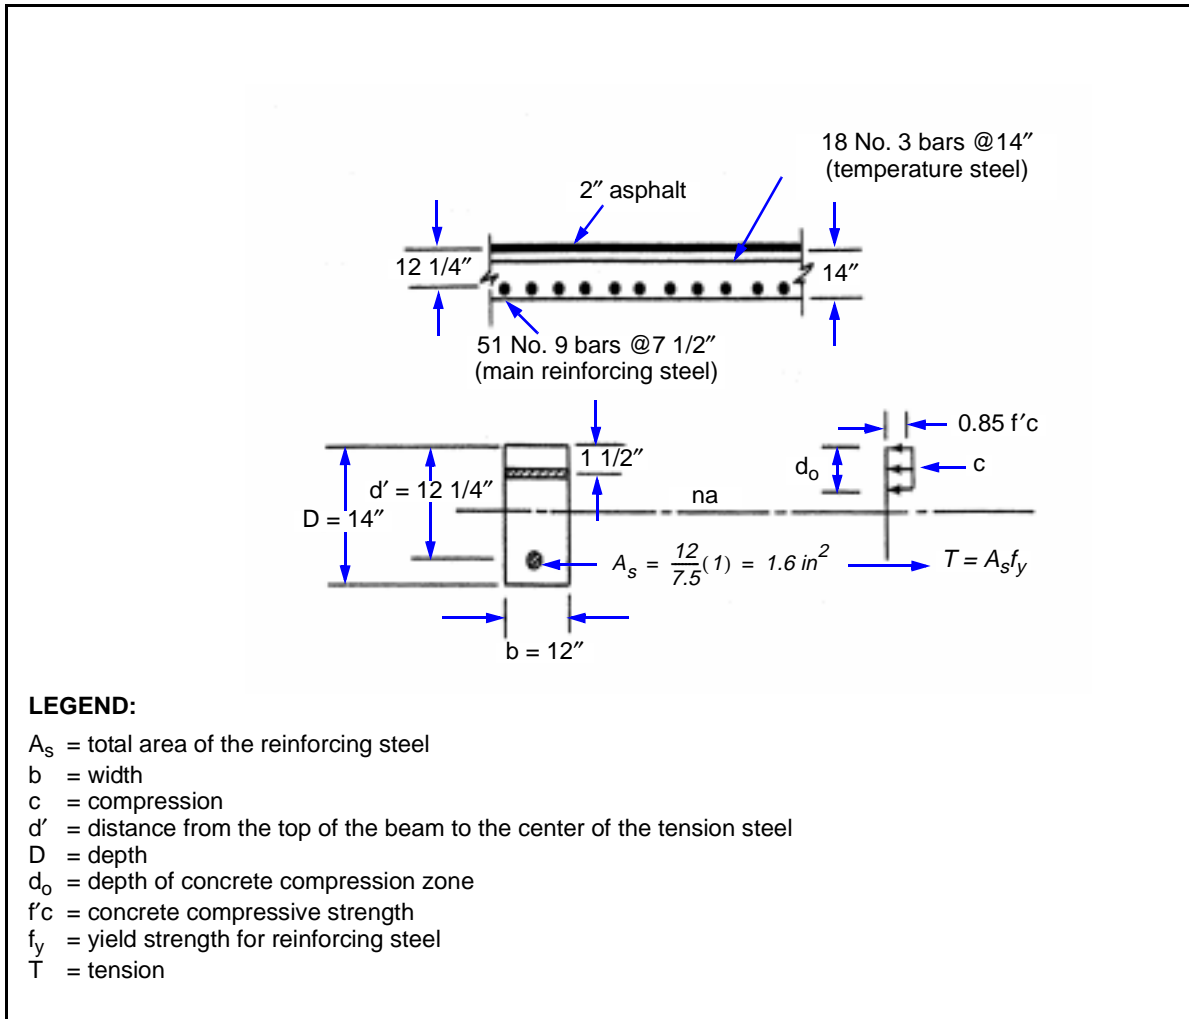 18 No. 3 bars @14″
(temperature steel)
2″ asphalt
12 1/4″
14″
51 No. 9 bars @7 1/2″
(main reinforcing steel)
0.85 f′c
1 1/2″
d₀
c
d′ = 12 1/4″
na
D = 14″
Aₛ = 12/7.5 (1) = 1.6 in²
T = Aₛf_y
b = 12″
LEGEND:
Aₛ = total area of the reinforcing steel
b = width
c = compression
d′ = distance from the top of the beam to the center of the tension steel
D = depth
dₒ = depth of concrete compression zone
f′c = concrete compressive strength
f_y = yield strength for reinforcing steel
T = tension